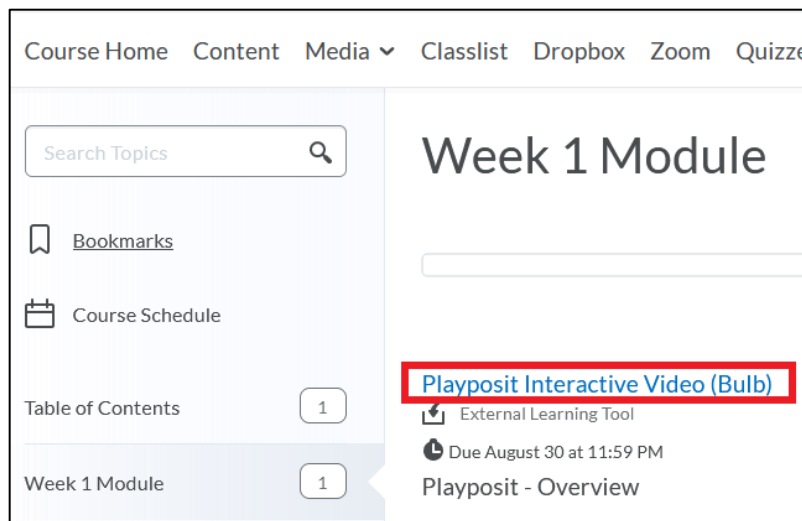 Course Home Content Media Classlist Dropbox Zoom Quizze
Search Topics
Bookmarks
Course Schedule
Table of Contents 1
Week 1 Module 1
Week 1 Module
Playposit Interactive Video (Bulb)
External Learning Tool
Due August 30 at 11:59 PM
Playposit - Overview